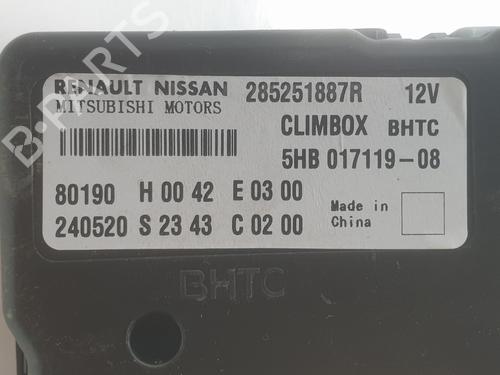 B-PARTS
RENAULT NISSAN 285251887R 12V
MITSUBISHI MOTORS
CLIMBOX BHTC
5HB 017119-08
80190 H 00 42 E 03 00
240520 S 23 43 C 02 00
Made in
China
BHTC